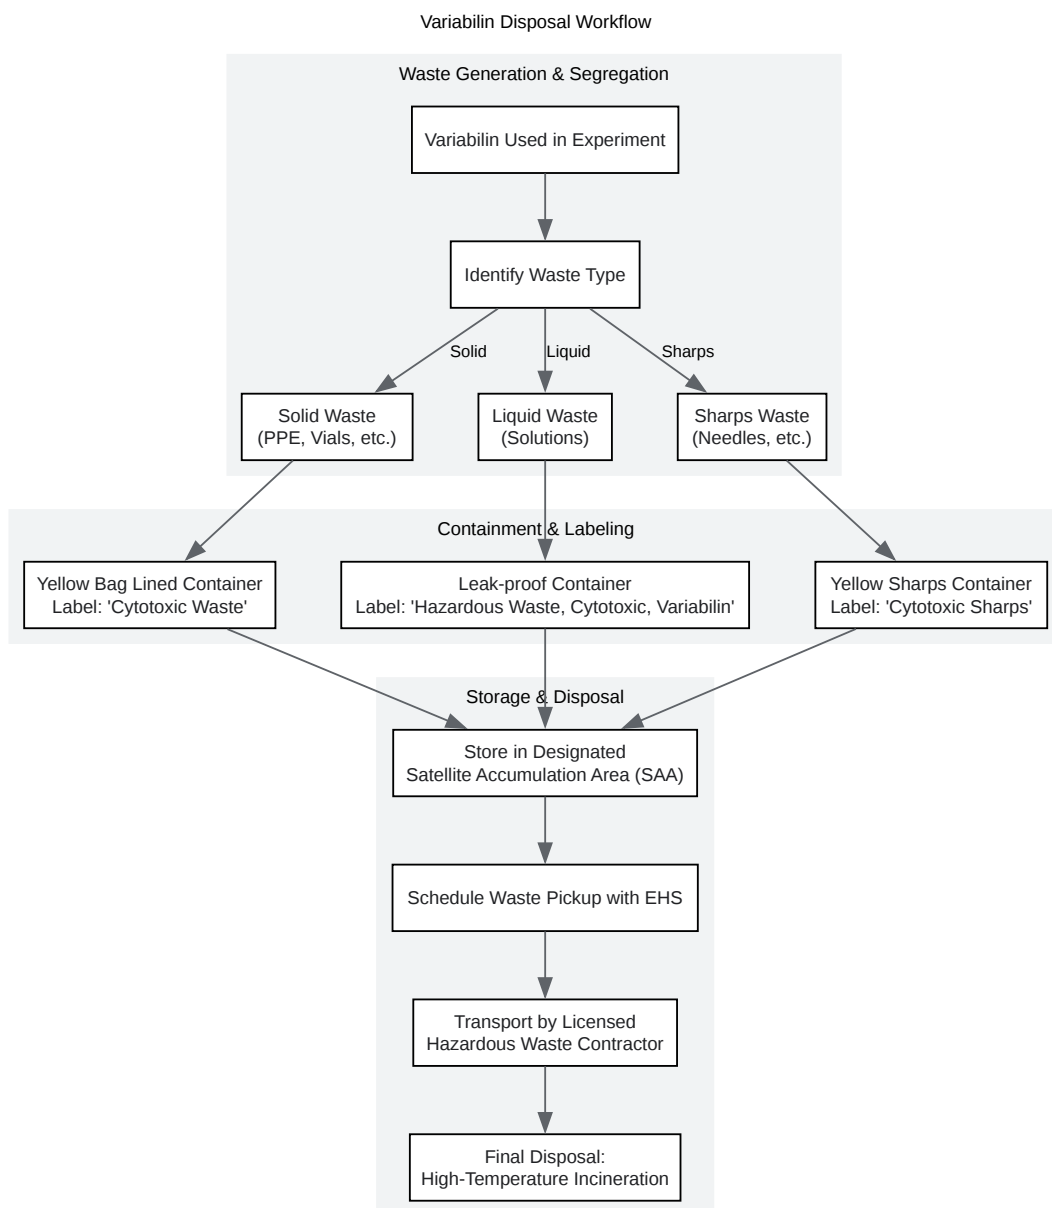 Variabilin Disposal Workflow
Waste Generation & Segregation
Variabilin Used in Experiment
Identify Waste Type
Solid
Liquid
Sharps
Solid Waste
(PPE, Vials, etc.)
Liquid Waste
(Solutions)
Sharps Waste
(Needles, etc.)
Containment & Labeling
Yellow Bag Lined Container
Label: 'Cytotoxic Waste'
Leak-proof Container
Label: 'Hazardous Waste, Cytotoxic, Variabilin'
Yellow Sharps Container
Label: 'Cytotoxic Sharps'
Storage & Disposal
Store in Designated
Satellite Accumulation Area (SAA)
Schedule Waste Pickup with EHS
Transport by Licensed
Hazardous Waste Contractor
Final Disposal:
High-Temperature Incineration